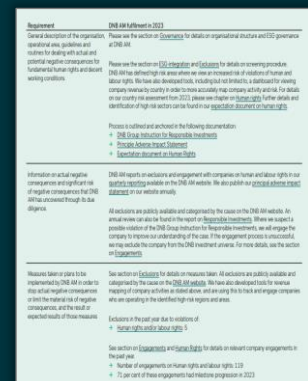 Requirement
DNB AM fulfilment in 2023
General description of the organisation,
operational area, guidelines and
routines for dealing with actual and
potential negative consequences for
fundamental human rights and decent
working conditions.
Please see the section on Governance for details on organisational structure and ESG governance
at DNB AM.
Please see the section on ESG-integration and Exclusions for details on screening procedure.
DNB AM has defined high risk areas where we view an increased risk of violations of human and
labour rights. We have also developed tools, including but not limited to, a dashboard for viewing
company revenue by country in order to more accurately map company activity and risk. For details
on our country risk assessment from 2023, please see chapter on Human rights. Further details and
identification of high risk sectors can be found in our expectation document on human rights.
Process is outlined and anchored in the following documentation:
+ DNB Group Instruction for Responsible Investments
+ Principle Adverse Impact Statement
+ Expectation document on Human Rights
Information on actual negative
consequences and significant risk
of negative consequences that DNB
AM has uncovered through its due
diligence.
DNB AM reports on exclusions and engagement with companies on human and labour rights in our
quarterly reporting available on the DNB AM website. We also publish our principal adverse impact
statement on our website annually.
All exclusions are publicly available and categorised by the cause on the DNB AM website. An
annual review can also be found in the report on Responsible Investments. Where we suspect a
possible violation of the DNB Group Instruction for Responsible Investments, we will engage the
company to improve our understanding of the case. If the engagement process is unsuccessful,
we may exclude the company from the DNB investment universe. For more details, see the section
on Engagements.
Measures taken or plans to be
implemented by DNB AM in order to
stop actual negative consequences
or limit the material risk of negative
consequences, and the result or
expected results of those measures
See section on Exclusions for details on measures taken. All exclusions are publicly available and
categorised by the cause on the DNB AM website. We have also developed tools for revenue
mapping of company activities as stated above, and are using this to track and engage companies
who are operating in the identified high-risk regions and areas.
Exclusions in the past year due to violations of:
+ Human rights and/or labour rights: 5
See section on Engagements and Human Rights for details on relevant company engagements in
the past year.
+ Number of engagements on Human rights and labour rights: 119
+ 71 per cent of these engagements had milestone progression in 2023